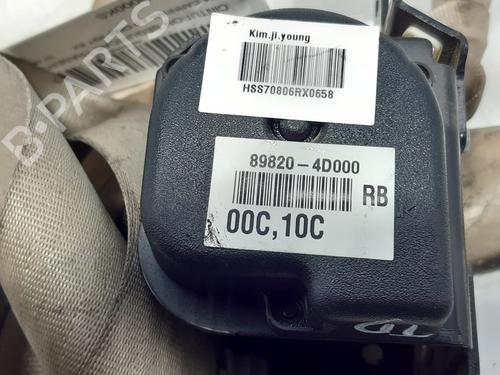 Kim.ji.young
HSS70806RX0658
89820-4D000
RB
00C,10C
B-PARTS